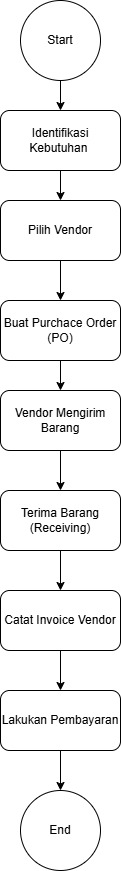 Start
Identifikasi
Kebutuhan
Pilih Vendor
Buat Purchace Order
(PO)
Vendor Mengirim
Barang
Terima Barang
(Receiving)
Catat Invoice Vendor
Lakukan Pembayaran
End